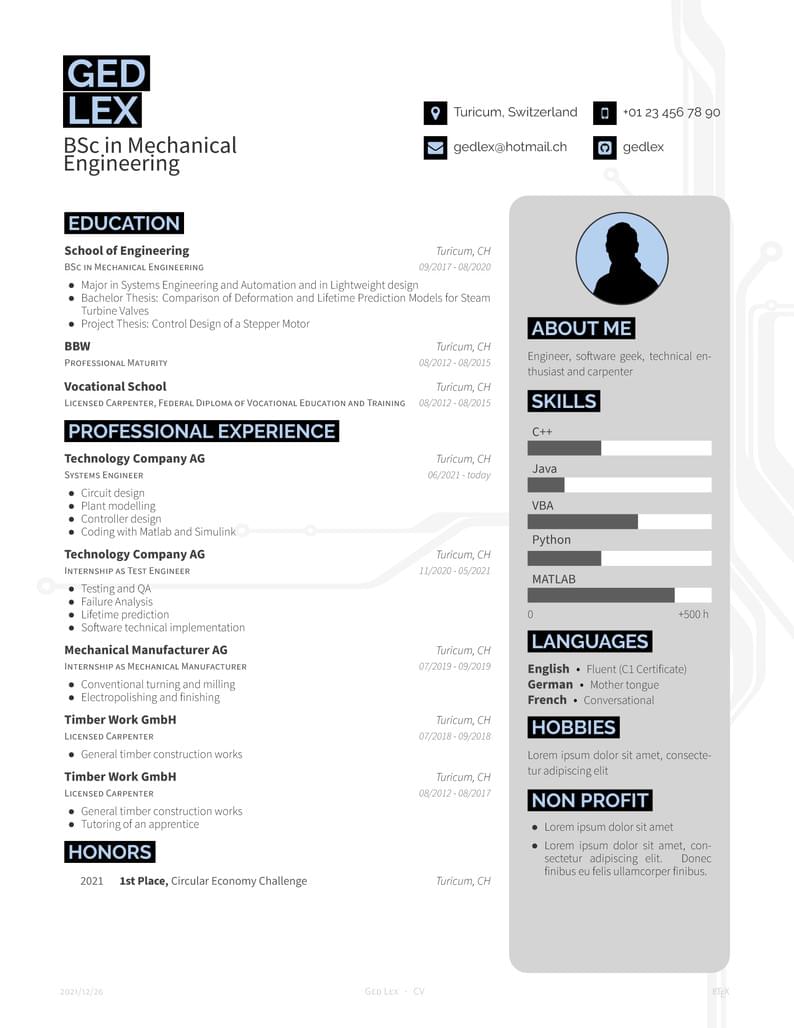 GED
LEX
BSc in Mechanical
Engineering
Turicum, Switzerland
+01 23 456 78 90
gedlex@hotmail.ch
gedlex
EDUCATION
School of Engineering Turicum, CH
BSc in Mechanical Engineering 09/2017 - 08/2020
● Major in Systems Engineering and Automation and in Lightweight design
● Bachelor Thesis: Comparison of Deformation and Lifetime Prediction Models for Steam
Turbine Valves
● Project Thesis: Control Design of a Stepper Motor
BBW Turicum, CH
Professional Maturity 08/2012 - 08/2015
Vocational School Turicum, CH
Licensed Carpenter, Federal Diploma of Vocational Education and Training 08/2012 - 08/2015
PROFESSIONAL EXPERIENCE
Technology Company AG Turicum, CH
Systems Engineer 06/2021 - today
● Circuit design
● Plant modelling
● Controller design
● Coding with Matlab and Simulink
Technology Company AG Turicum, CH
Internship as Test Engineer 11/2020 - 05/2021
● Testing and QA
● Failure Analysis
● Lifetime prediction
● Software technical implementation
Mechanical Manufacturer AG Turicum, CH
Internship as Mechanical Manufacturer 07/2019 - 09/2019
● Conventional turning and milling
● Electropolishing and finishing
Timber Work GmbH Turicum, CH
Licensed Carpenter 07/2018 - 09/2018
● General timber construction works
Timber Work GmbH Turicum, CH
Licensed Carpenter 08/2012 - 08/2017
● General timber construction works
● Tutoring of an apprentice
HONORS
2021 1st Place, Circular Economy Challenge Turicum, CH
ABOUT ME
Engineer, software geek, technical en-
thusiast and carpenter
SKILLS
C++
Java
VBA
Python
MATLAB
0 +500 h
LANGUAGES
English • Fluent (C1 Certificate)
German • Mother tongue
French • Conversational
HOBBIES
Lorem ipsum dolor sit amet, consecte-
tur adipiscing elit
NON PROFIT
● Lorem ipsum dolor sit amet
● Lorem ipsum dolor sit amet, con-
sectetur adipiscing elit. Donec
finibus eu felis ullamcorper finibus.
2021/12/26 Ged Lex · CV LATEX